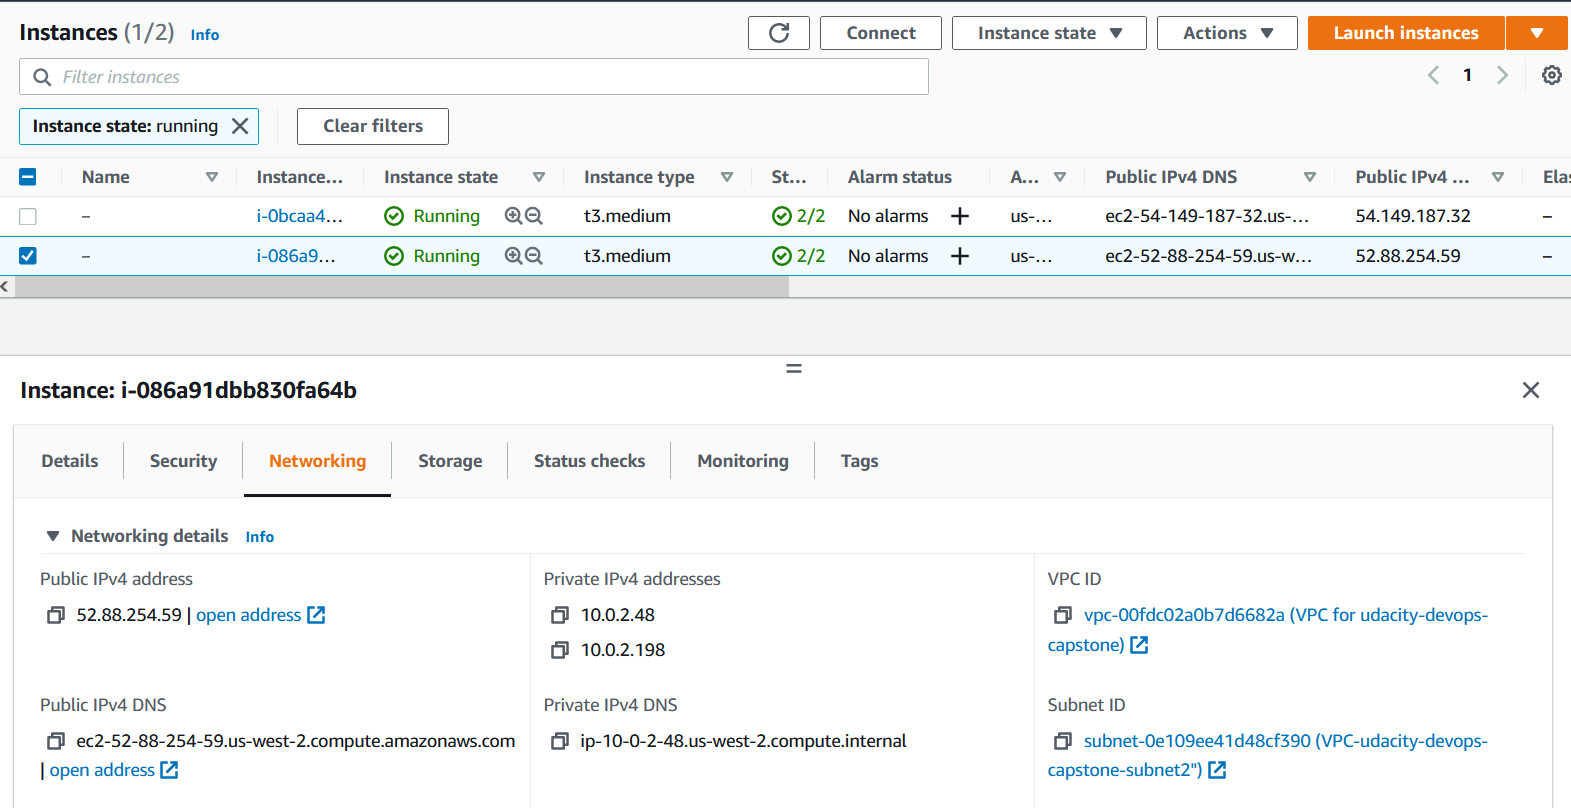 Instances (1/2) Info Connect Instance state Actions Launch instances
Filter instances 1
Instance state: running Clear filters
Name Instance... Instance state Instance type St... Alarm status A... Public IPv4 DNS Public IPv4 ... Elas
– i-0bcaa4... Running t3.medium 2/2 No alarms us-... ec2-54-149-187-32.us-... 54.149.187.32 –
– i-086a9... Running t3.medium 2/2 No alarms us-... ec2-52-88-254-59.us-w... 52.88.254.59 –
Instance: i-086a91dbb830fa64b
Details Security Networking Storage Status checks Monitoring Tags
Networking details Info
Public IPv4 address
52.88.254.59 | open address
Public IPv4 DNS
ec2-52-88-254-59.us-west-2.compute.amazonaws.com
| open address
Private IPv4 addresses
10.0.2.48
10.0.2.198
Private IPv4 DNS
ip-10-0-2-48.us-west-2.compute.internal
VPC ID
vpc-00fdc02a0b7d6682a (VPC for udacity-devops-
capstone)
Subnet ID
subnet-0e109ee41d48cf390 (VPC-udacity-devops-
capstone-subnet2")